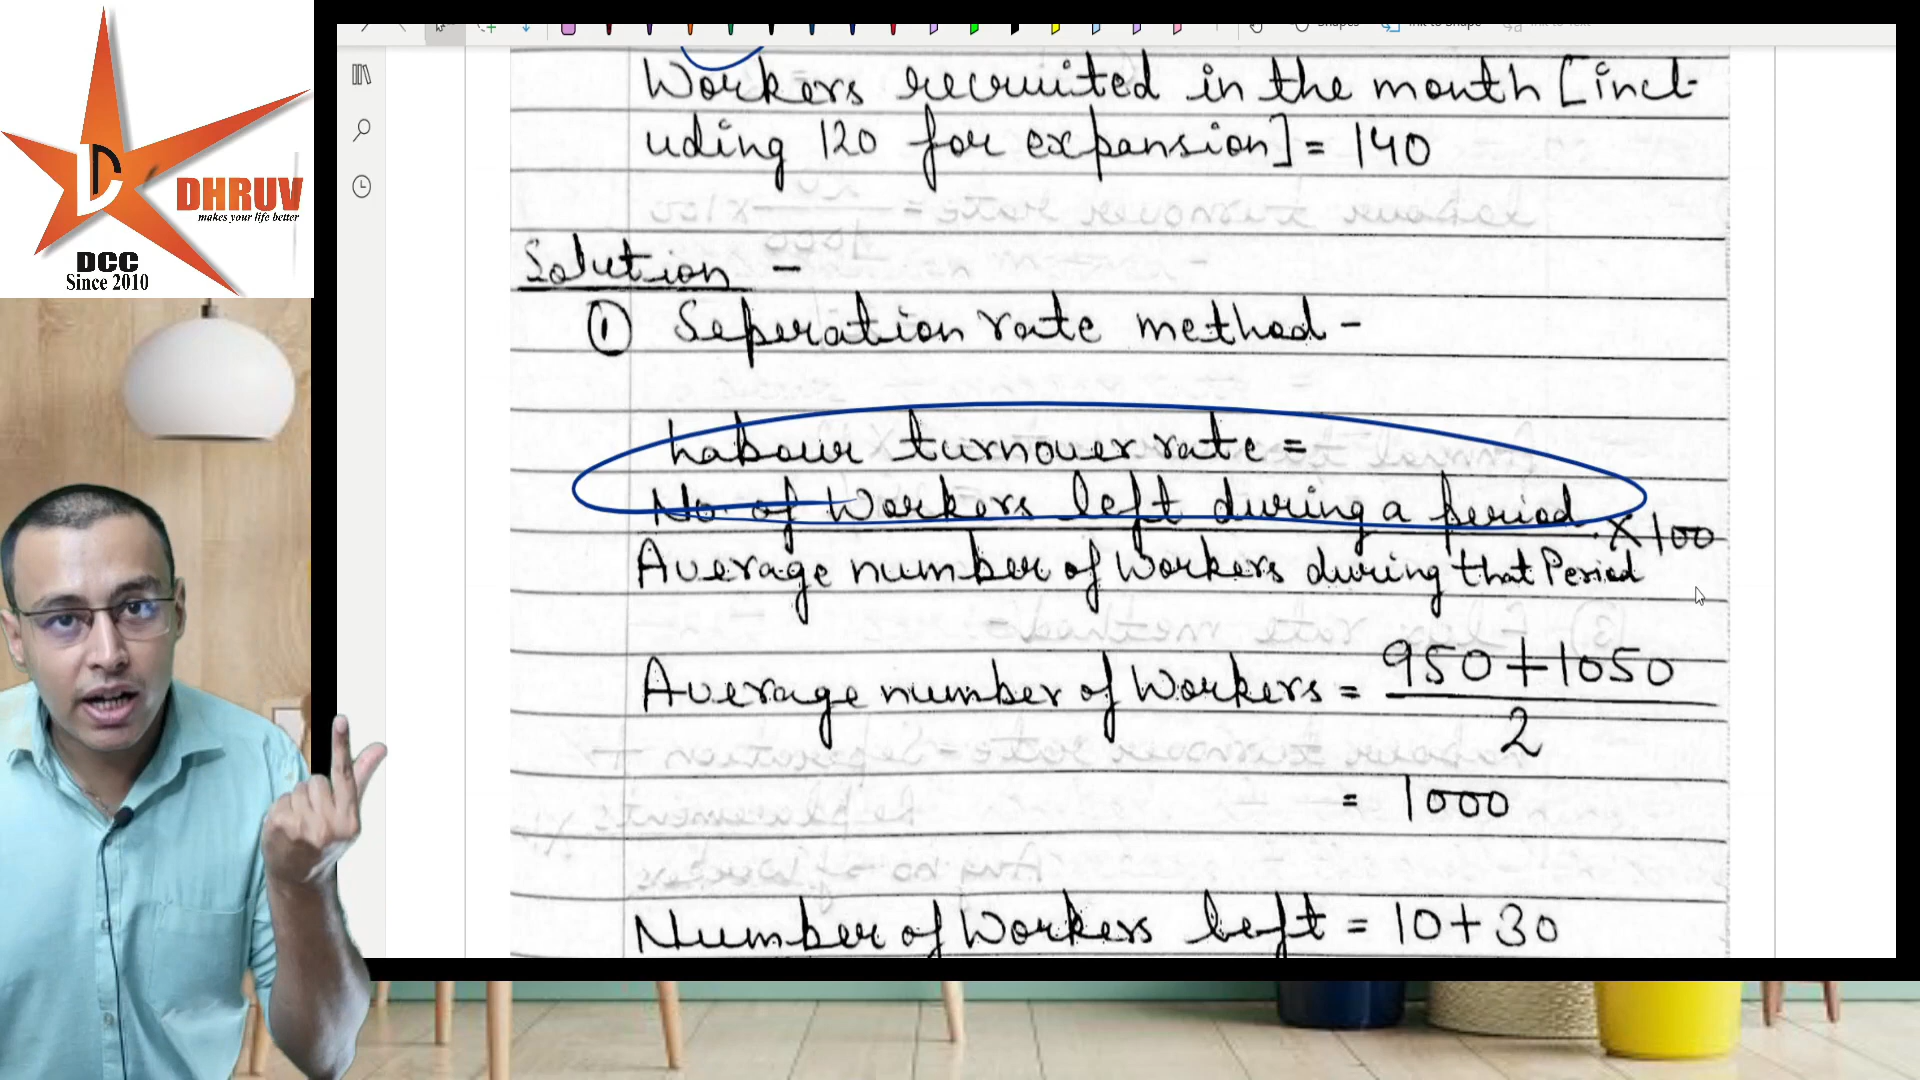 DHRUV
makes your life better
DCC
Since 2010
Workers recruited in the month [incl-
uding 120 for expansion] = 140
Solution -
① Seperation rate method -
Labour turnover rate =
No. of Workers left during a period × 100
Average number of Workers during that Period
Average number of Workers = 950 + 1050
2
= 1000
Number of Workers left = 10 + 30